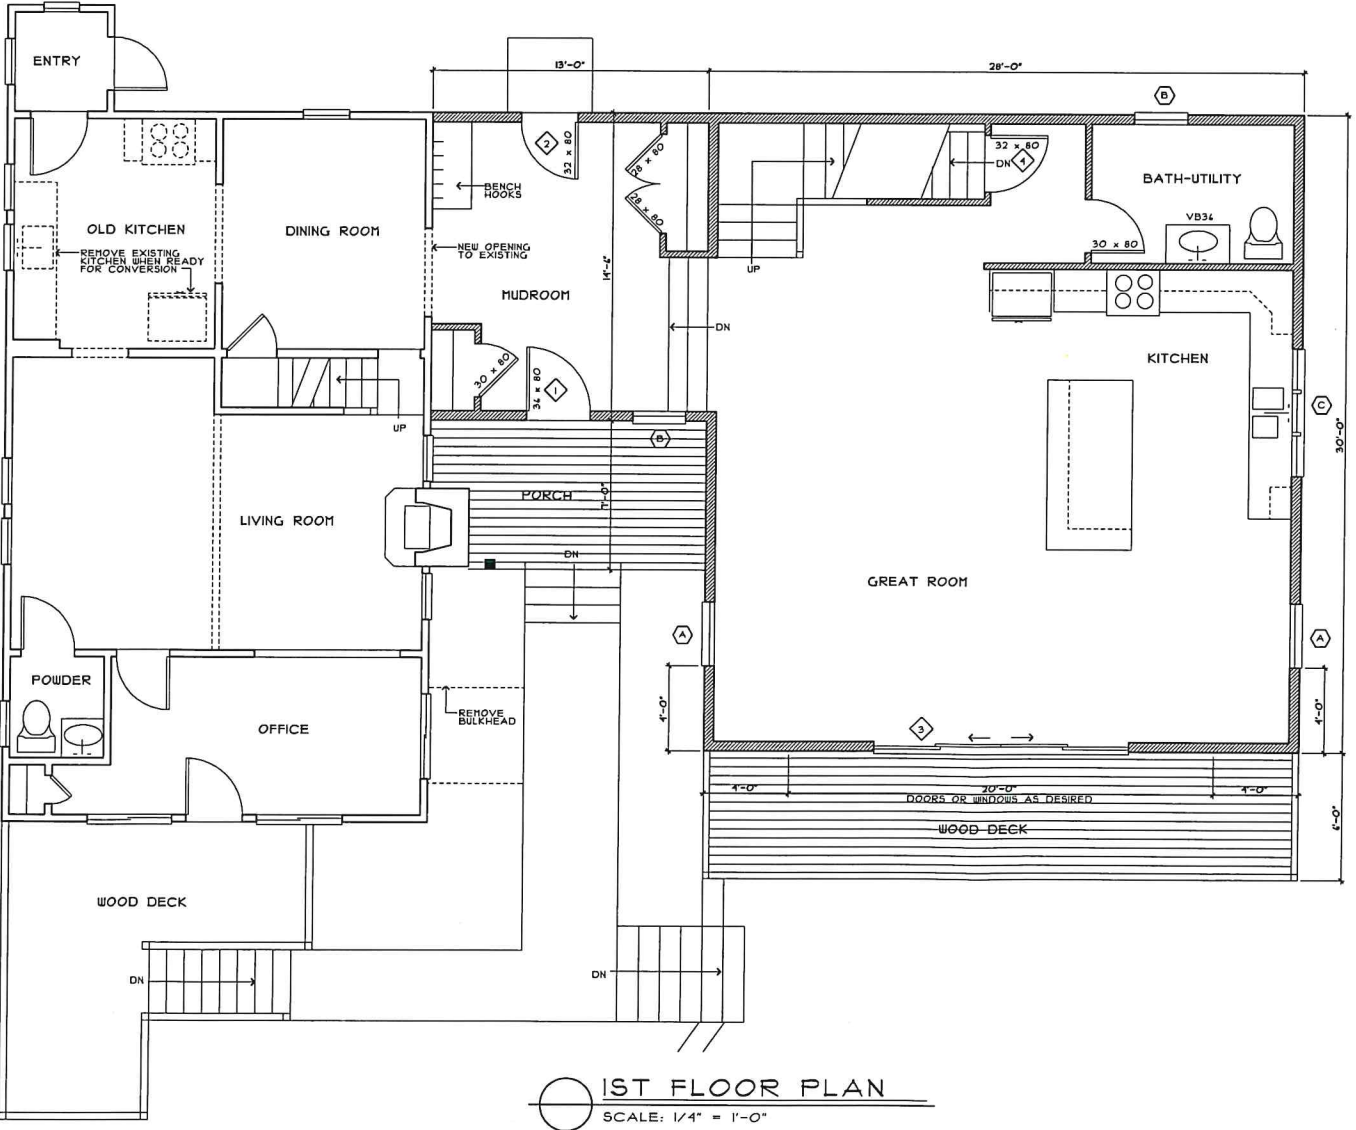 ENTRY
13'-0"
28'-0"
B
2
32 x 80
28 x 80
28 x 80
BENCH
HOOKS
DN
32 x 80
4
BATH-UTILITY
VB36
30 x 80
OLD KITCHEN
REMOVE EXISTING
KITCHEN WHEN READY
FOR CONVERSION
DINING ROOM
NEW OPENING
TO EXISTING
MUDROOM
14'-6"
UP
DN
KITCHEN
30 x 80
36 x 80
1
B
C
30'-0"
UP
LIVING ROOM
PORCH
7'-0"
DN
GREAT ROOM
A
A
POWDER
OFFICE
REMOVE
BULKHEAD
4'-0"
3
4'-0"
4'-0"
20'-0"
4'-0"
DOORS OR WINDOWS AS DESIRED
WOOD DECK
6'-0"
WOOD DECK
DN
DN
1ST FLOOR PLAN
SCALE: 1/4" = 1'-0"